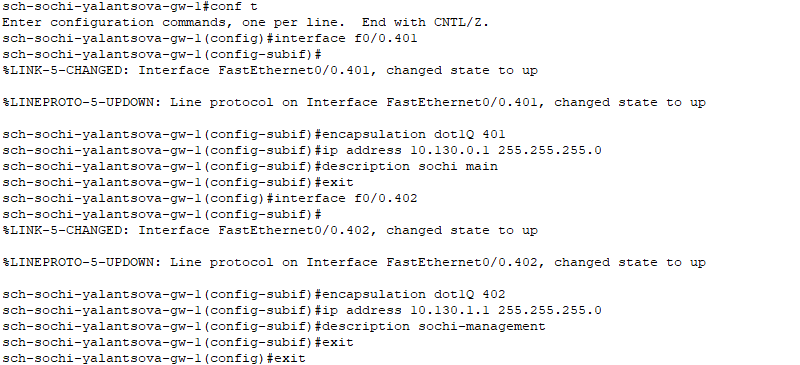 sch-sochi-yalantsova-gw-1#conf t
Enter configuration commands, one per line.  End with CNTL/Z.
sch-sochi-yalantsova-gw-1(config)#interface f0/0.401
sch-sochi-yalantsova-gw-1(config-subif)#
%LINK-5-CHANGED: Interface FastEthernet0/0.401, changed state to up
%LINEPROTO-5-UPDOWN: Line protocol on Interface FastEthernet0/0.401, changed state to up
sch-sochi-yalantsova-gw-1(config-subif)#encapsulation dot1Q 401
sch-sochi-yalantsova-gw-1(config-subif)#ip address 10.130.0.1 255.255.255.0
sch-sochi-yalantsova-gw-1(config-subif)#description sochi main
sch-sochi-yalantsova-gw-1(config-subif)#exit
sch-sochi-yalantsova-gw-1(config)#interface f0/0.402
sch-sochi-yalantsova-gw-1(config-subif)#
%LINK-5-CHANGED: Interface FastEthernet0/0.402, changed state to up
%LINEPROTO-5-UPDOWN: Line protocol on Interface FastEthernet0/0.402, changed state to up
sch-sochi-yalantsova-gw-1(config-subif)#encapsulation dot1Q 402
sch-sochi-yalantsova-gw-1(config-subif)#ip address 10.130.1.1 255.255.255.0
sch-sochi-yalantsova-gw-1(config-subif)#description sochi-management
sch-sochi-yalantsova-gw-1(config-subif)#exit
sch-sochi-yalantsova-gw-1(config)#exit